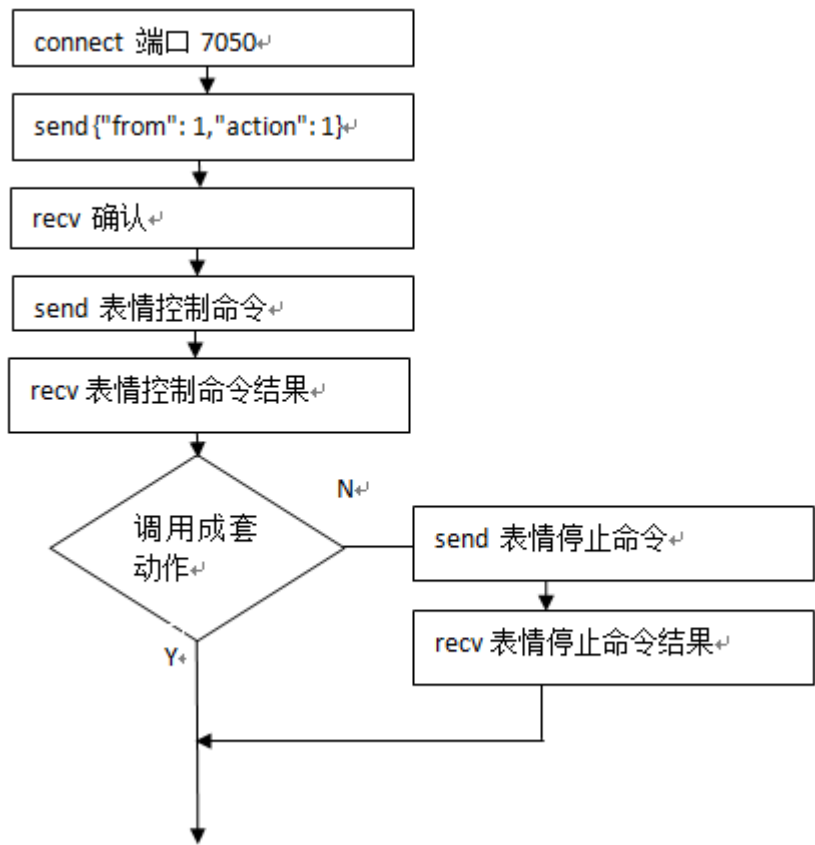 connect 端口 7050↵
send {"from": 1,"action": 1}↵
recv 确认↵
send 表情控制命令↵
recv 表情控制命令结果↵
调用成套
动作↵
N↵
send 表情停止命令↵
recv 表情停止命令结果↵
Y↵